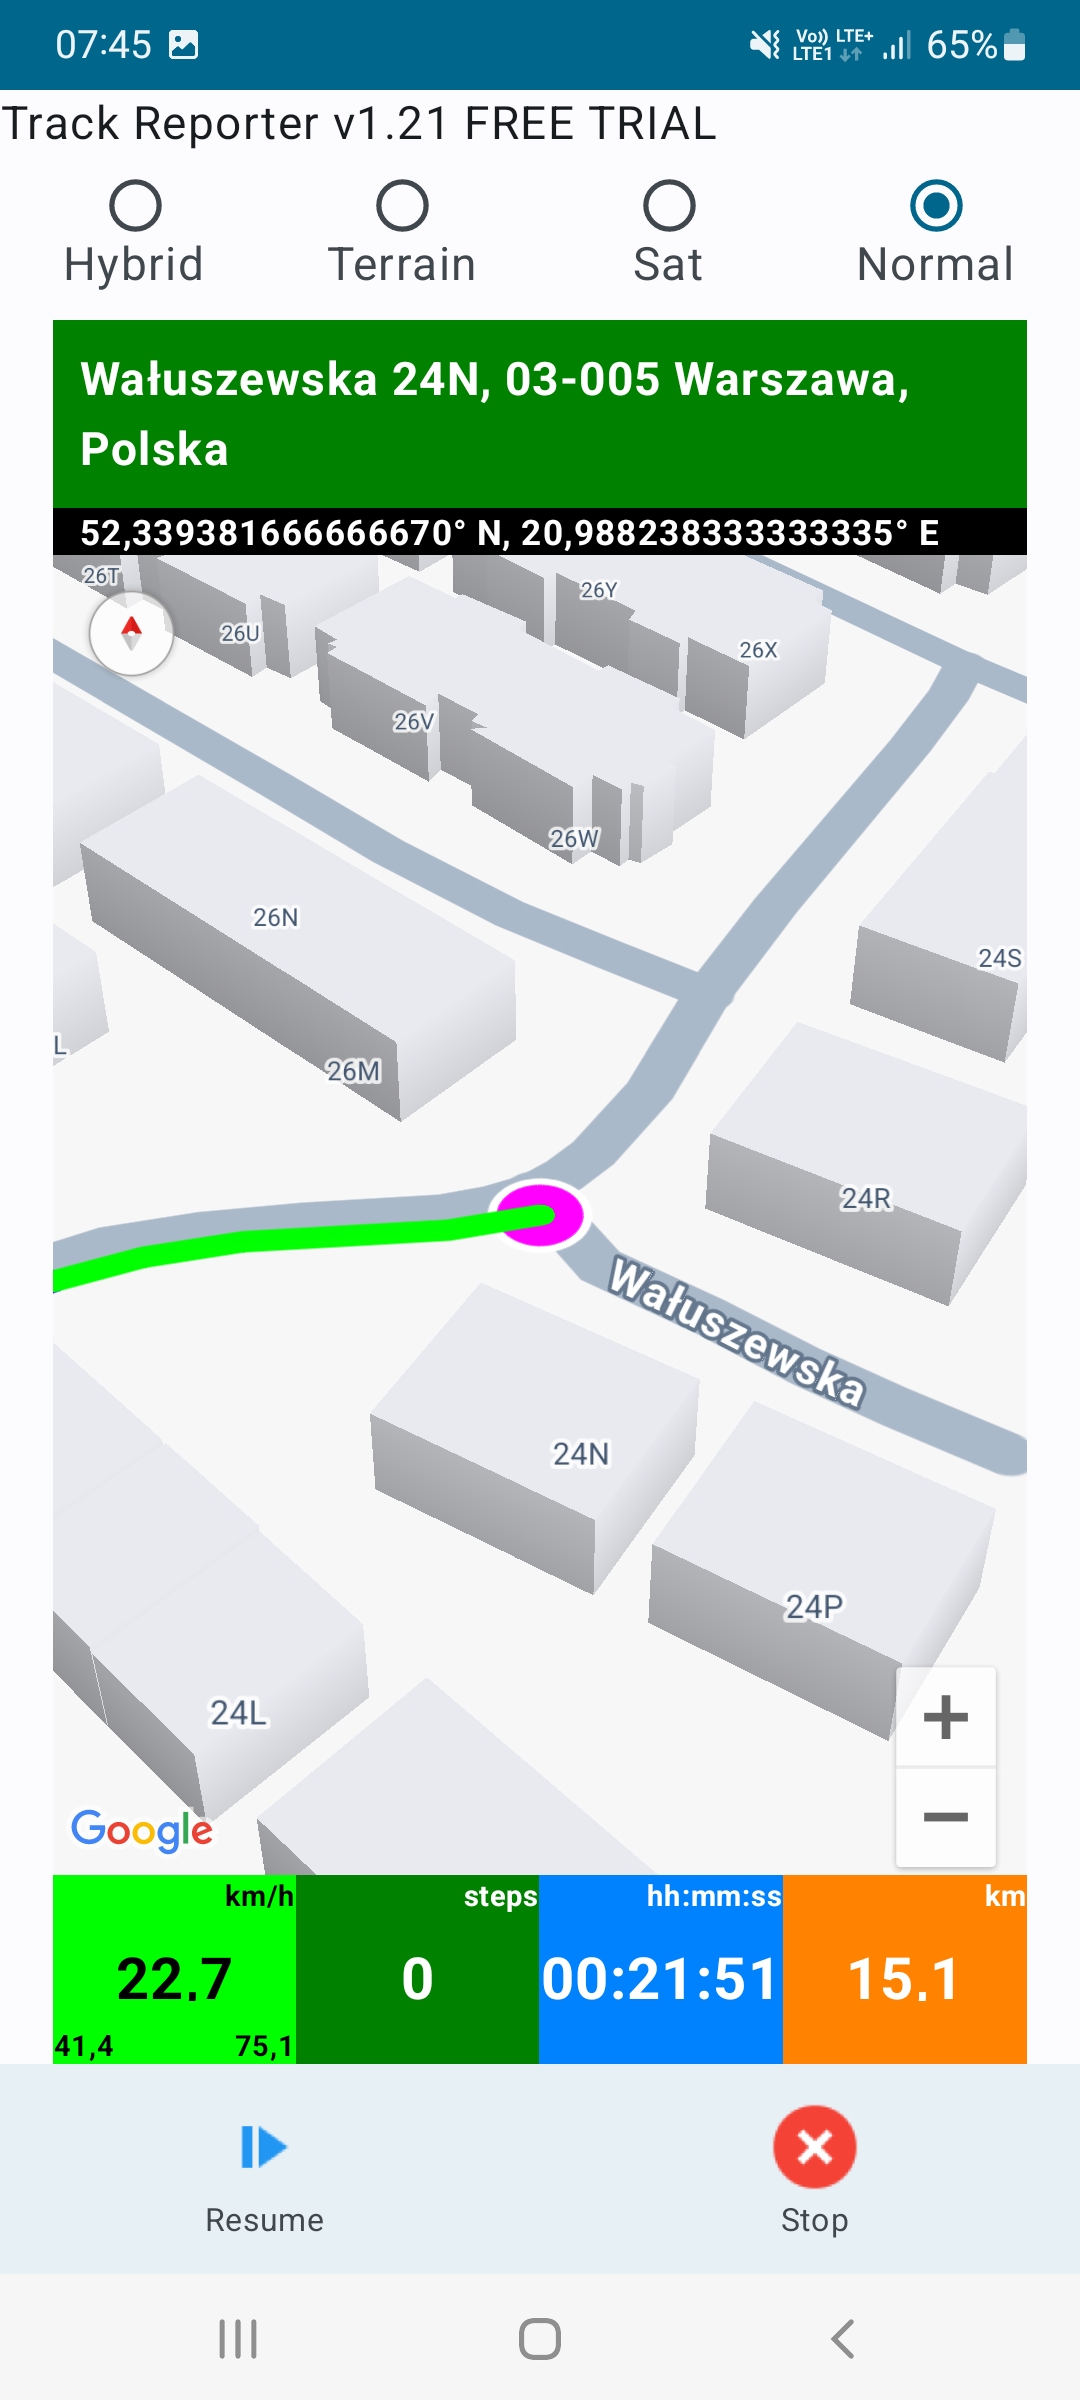 07:45
Vo)) LTE+
LTE1
65%
Track Reporter v1.21 FREE TRIAL
Hybrid Terrain Sat Normal
Wałuszewska 24N, 03-005 Warszawa,
Polska
52,339381666666670° N, 20,988238333333335° E
26T
26Y
26U
26X
26V
26W
26N
24S
L
26M
24R
Wałuszewska
24N
24P
24L
Google
+
−
km/h steps hh:mm:ss km
22.7 0 00:21:51 15.1
41,4 75,1
Resume Stop